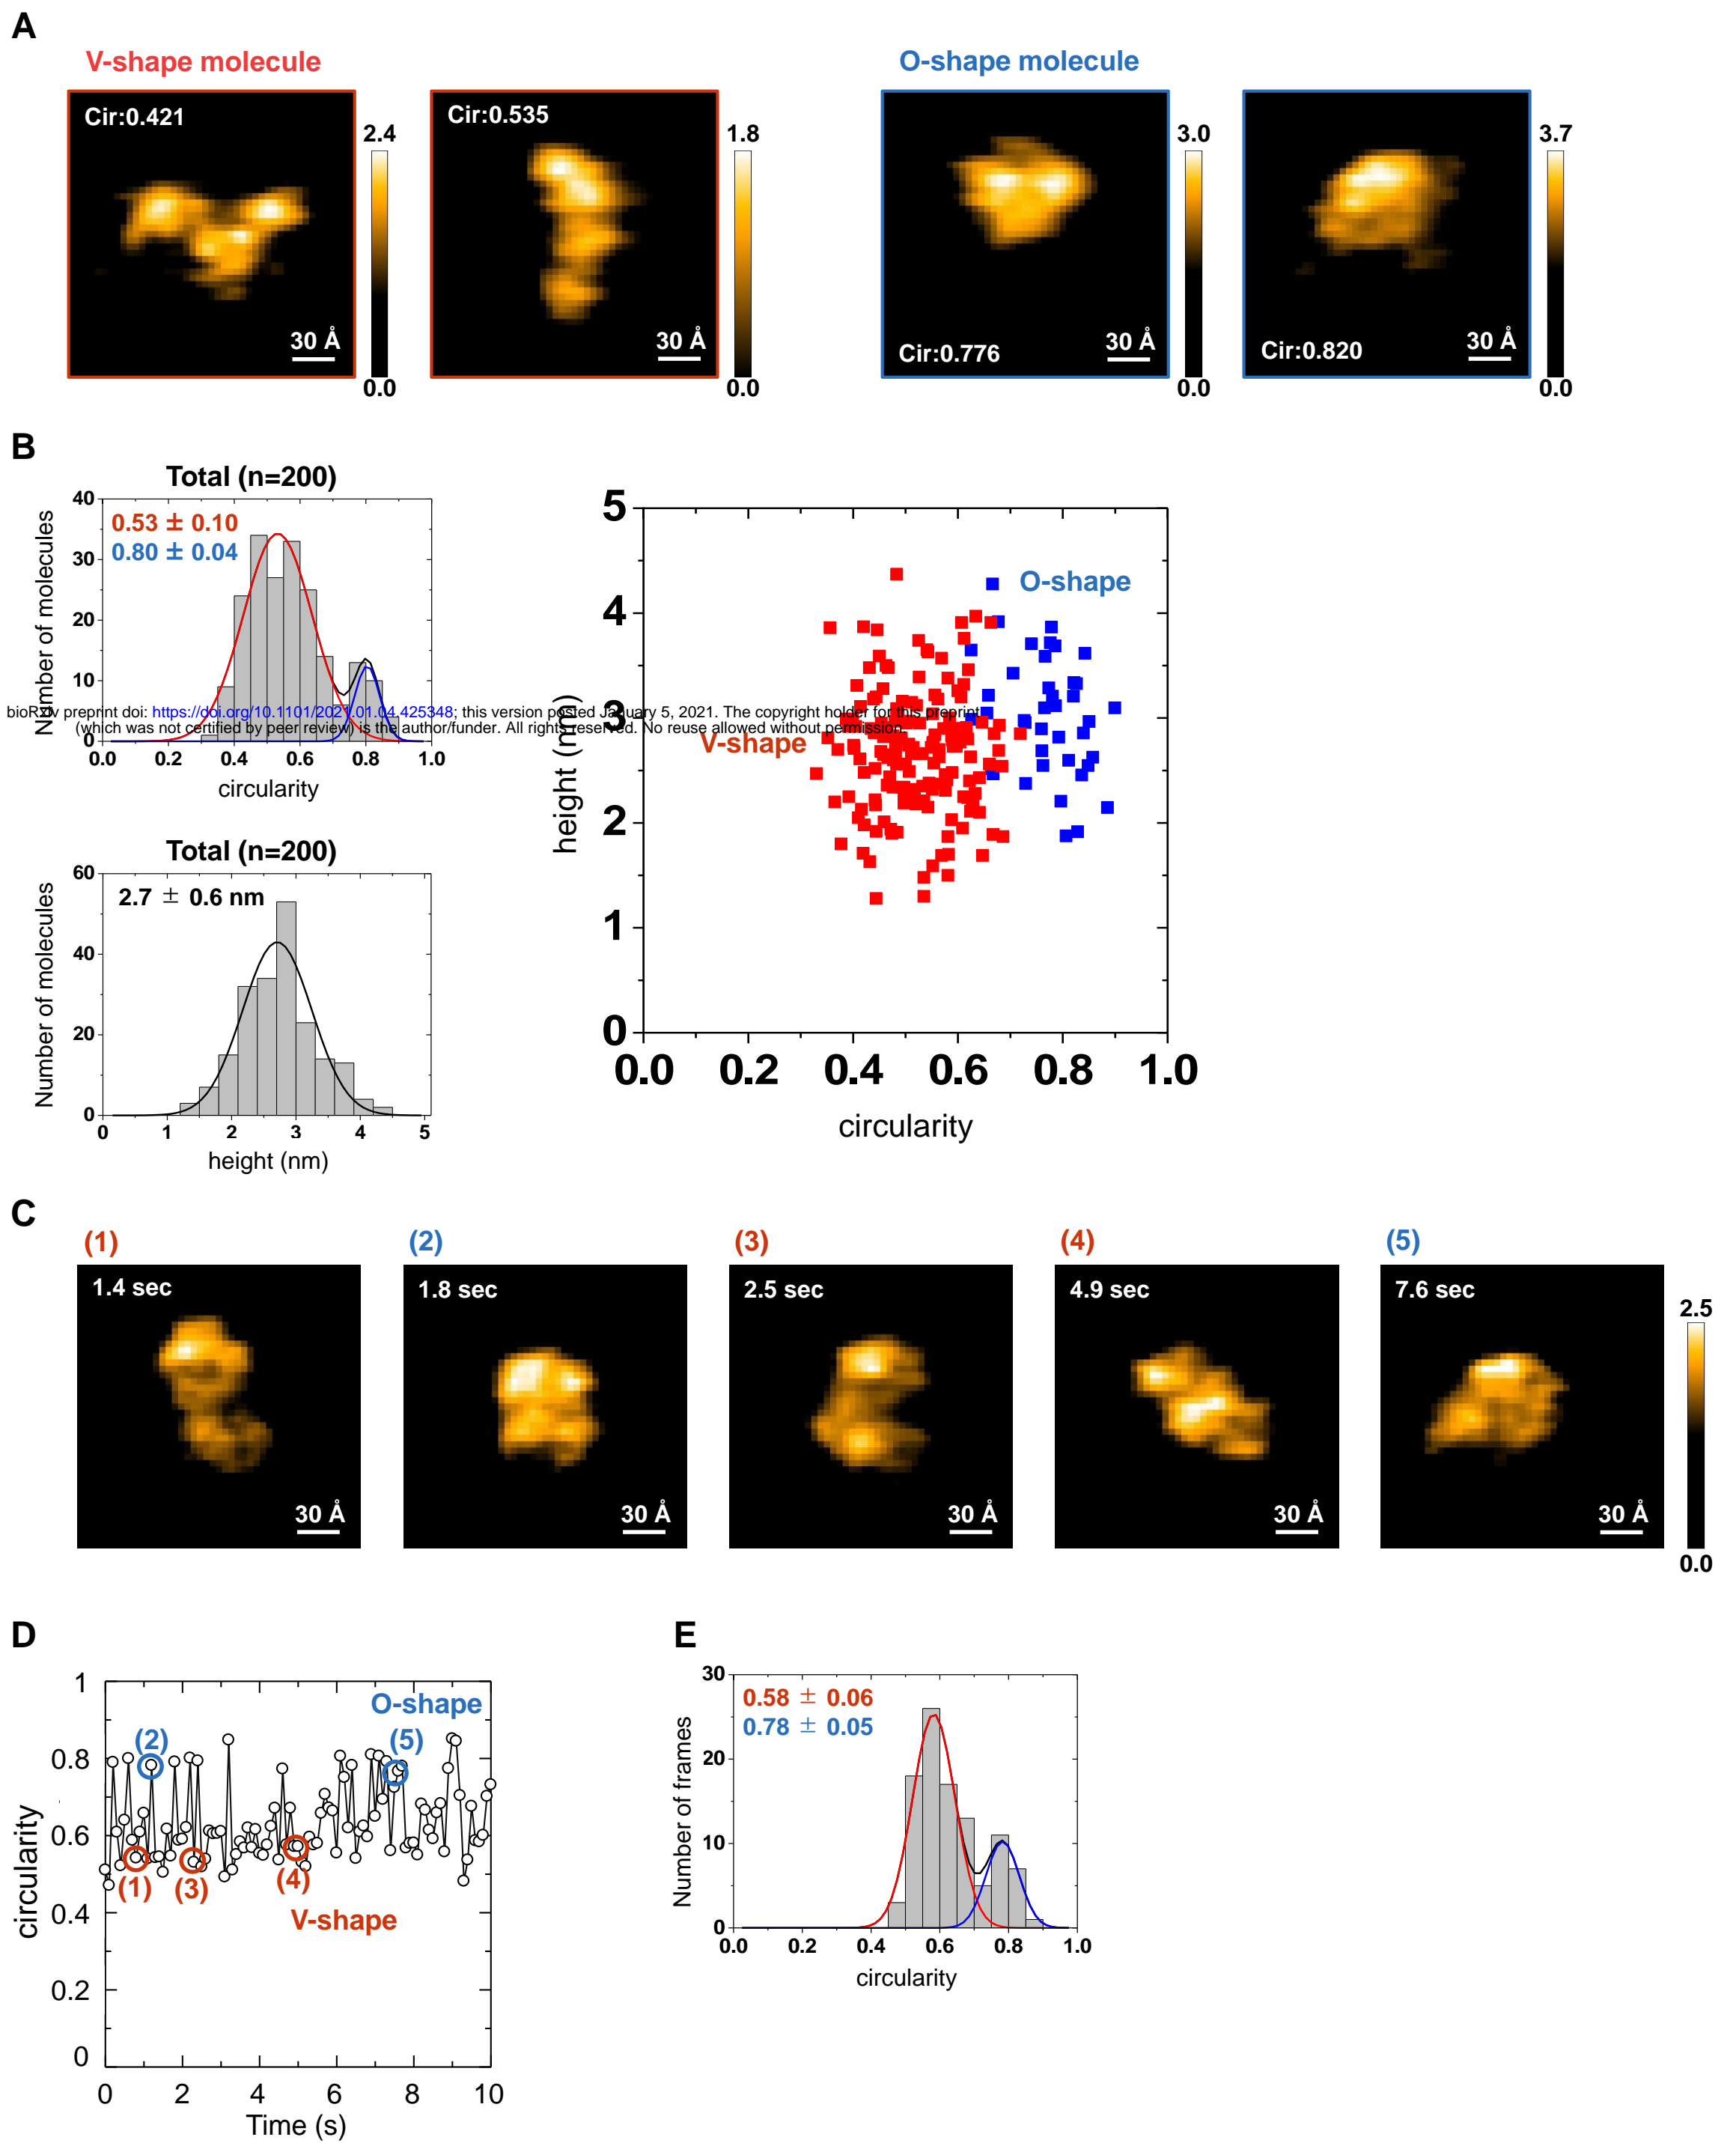 A
V-shape molecule
O-shape molecule
Cir:0.421
2.4
30 Å
0.0
Cir:0.535
1.8
30 Å
0.0
3.0
Cir:0.776
30 Å
0.0
3.7
Cir:0.820
30 Å
0.0
B
Total (n=200)
0.53 ± 0.10
0.80 ± 0.04
Number of molecules
40
30
20
10
0
0.0 0.2 0.4 0.6 0.8 1.0
circularity
bioRxiv preprint doi: https://doi.org/10.1101/2021.01.04.425348; this version posted January 5, 2021. The copyright holder for this preprint
(which was not certified by peer review) is the author/funder. All rights reserved. No reuse allowed without permission.
Total (n=200)
2.7 ± 0.6 nm
Number of molecules
60
40
20
0
0 1 2 3 4 5
height (nm)
O-shape
V-shape
height (nm)
5
4
3
2
1
0
0.0 0.2 0.4 0.6 0.8 1.0
circularity
C
(1)
1.4 sec
30 Å
(2)
1.8 sec
30 Å
(3)
2.5 sec
30 Å
(4)
4.9 sec
30 Å
(5)
7.6 sec
30 Å
2.5
0.0
D
O-shape
(2)
(5)
(1)
(3)
(4)
V-shape
circularity
1
0.8
0.6
0.4
0.2
0
0 2 4 6 8 10
Time (s)
E
0.58 ± 0.06
0.78 ± 0.05
Number of frames
30
20
10
0
0.0 0.2 0.4 0.6 0.8 1.0
circularity